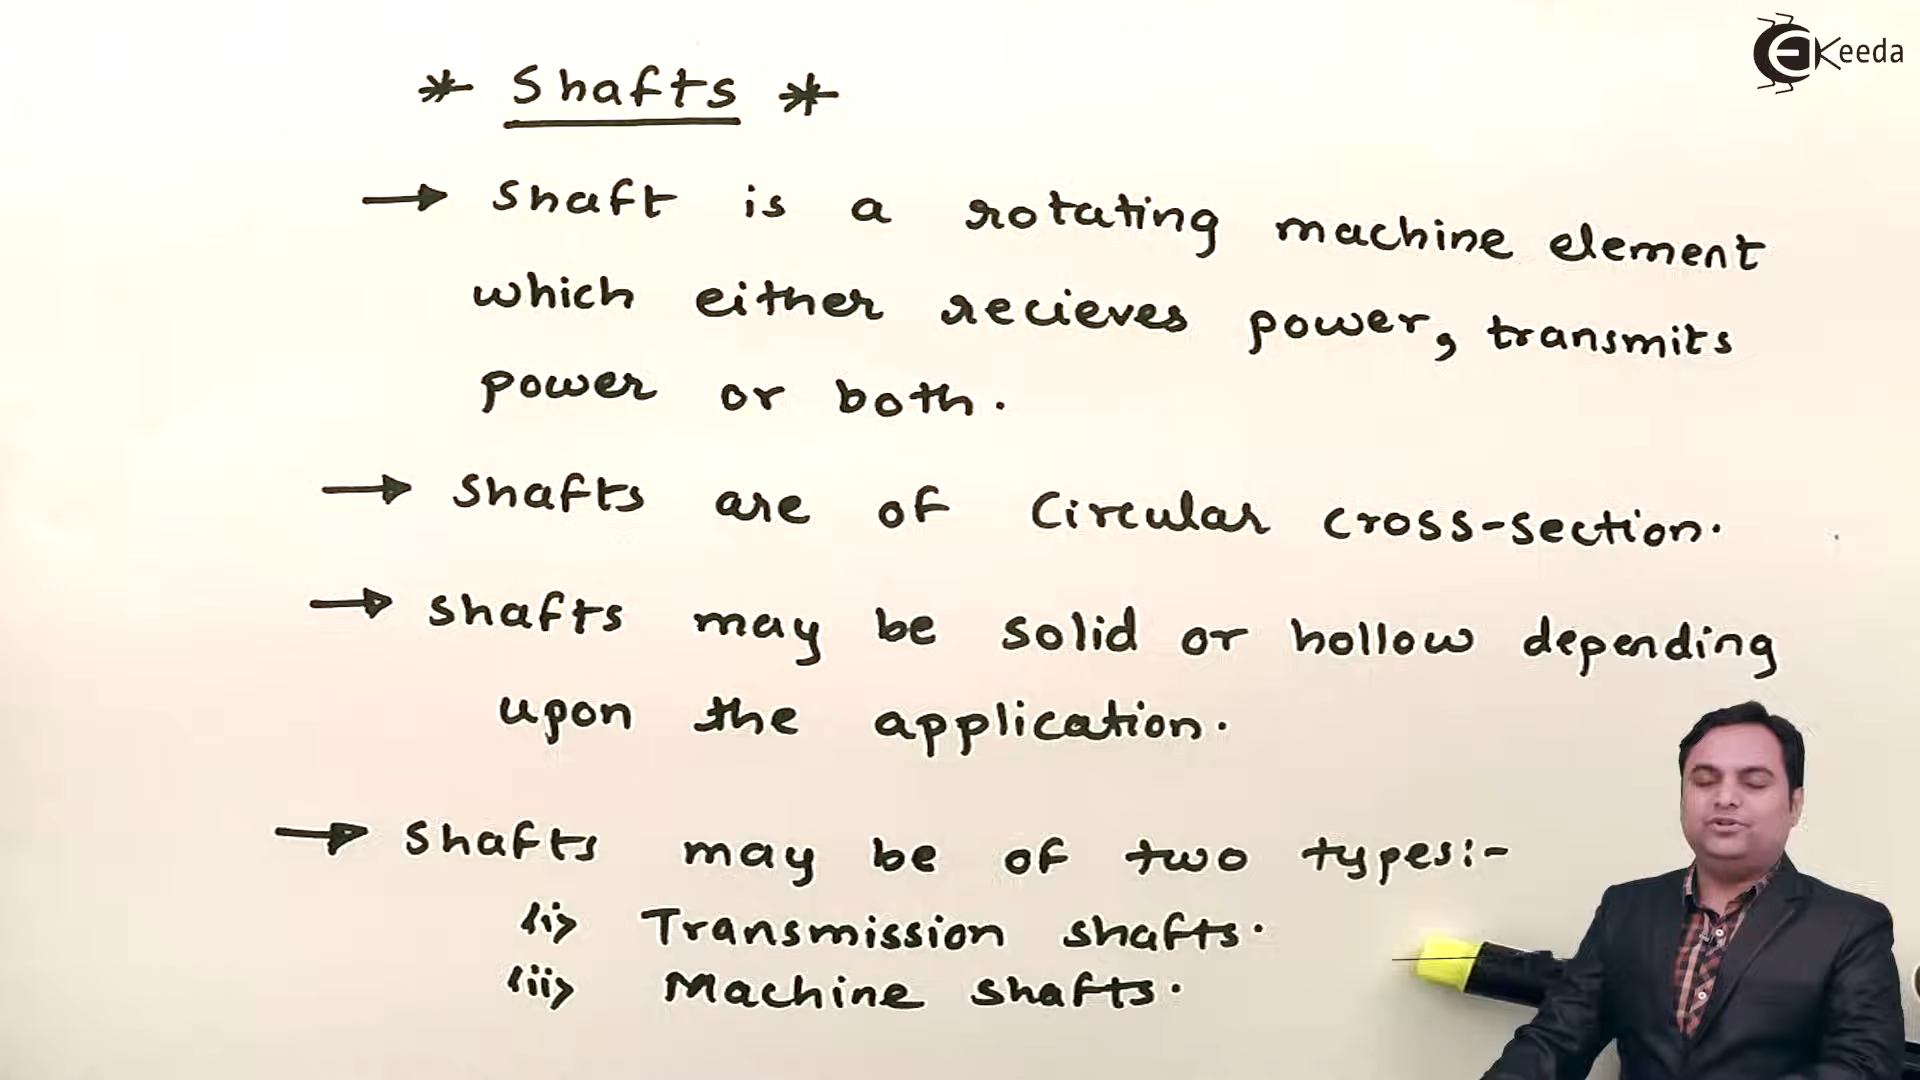 * Shafts *
EKeeda
→ Shaft is a rotating machine element
which either recieves power, transmits
power or both.
→ Shafts are of Circular cross-section.
→ Shafts may be solid or hollow depending
upon the application.
→ Shafts may be of two types:-
(i) Transmission shafts.
(ii) Machine shafts.